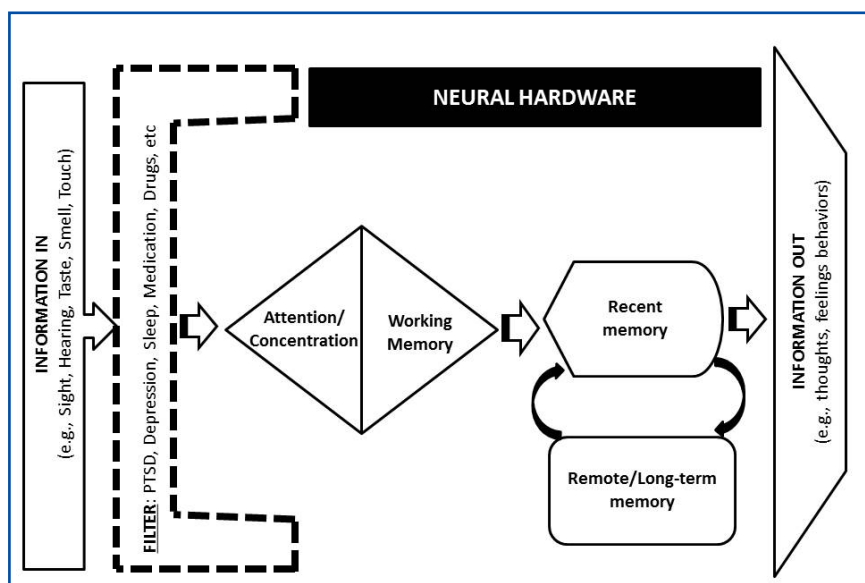 INFORMATION IN
(e.g., Sight, Hearing, Taste, Smell, Touch)
FILTER: PTSD, Depression, Sleep, Medication, Drugs, etc
NEURAL HARDWARE
Attention/
Concentration
Working
Memory
Recent
memory
Remote/Long-term
memory
INFORMATION OUT
(e.g., thoughts, feelings behaviors)